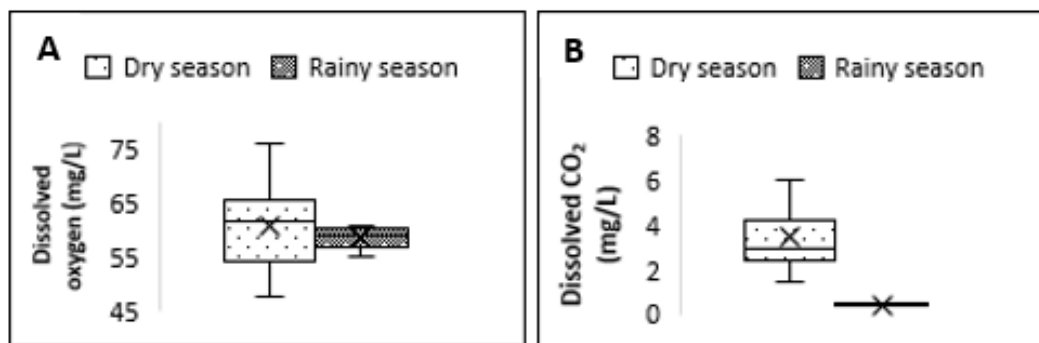 A
Dry season Rainy season
Dissolved
oxygen (mg/L)
75
65
55
45
B
Dry season Rainy season
Dissolved CO₂
(mg/L)
8
6
4
2
0